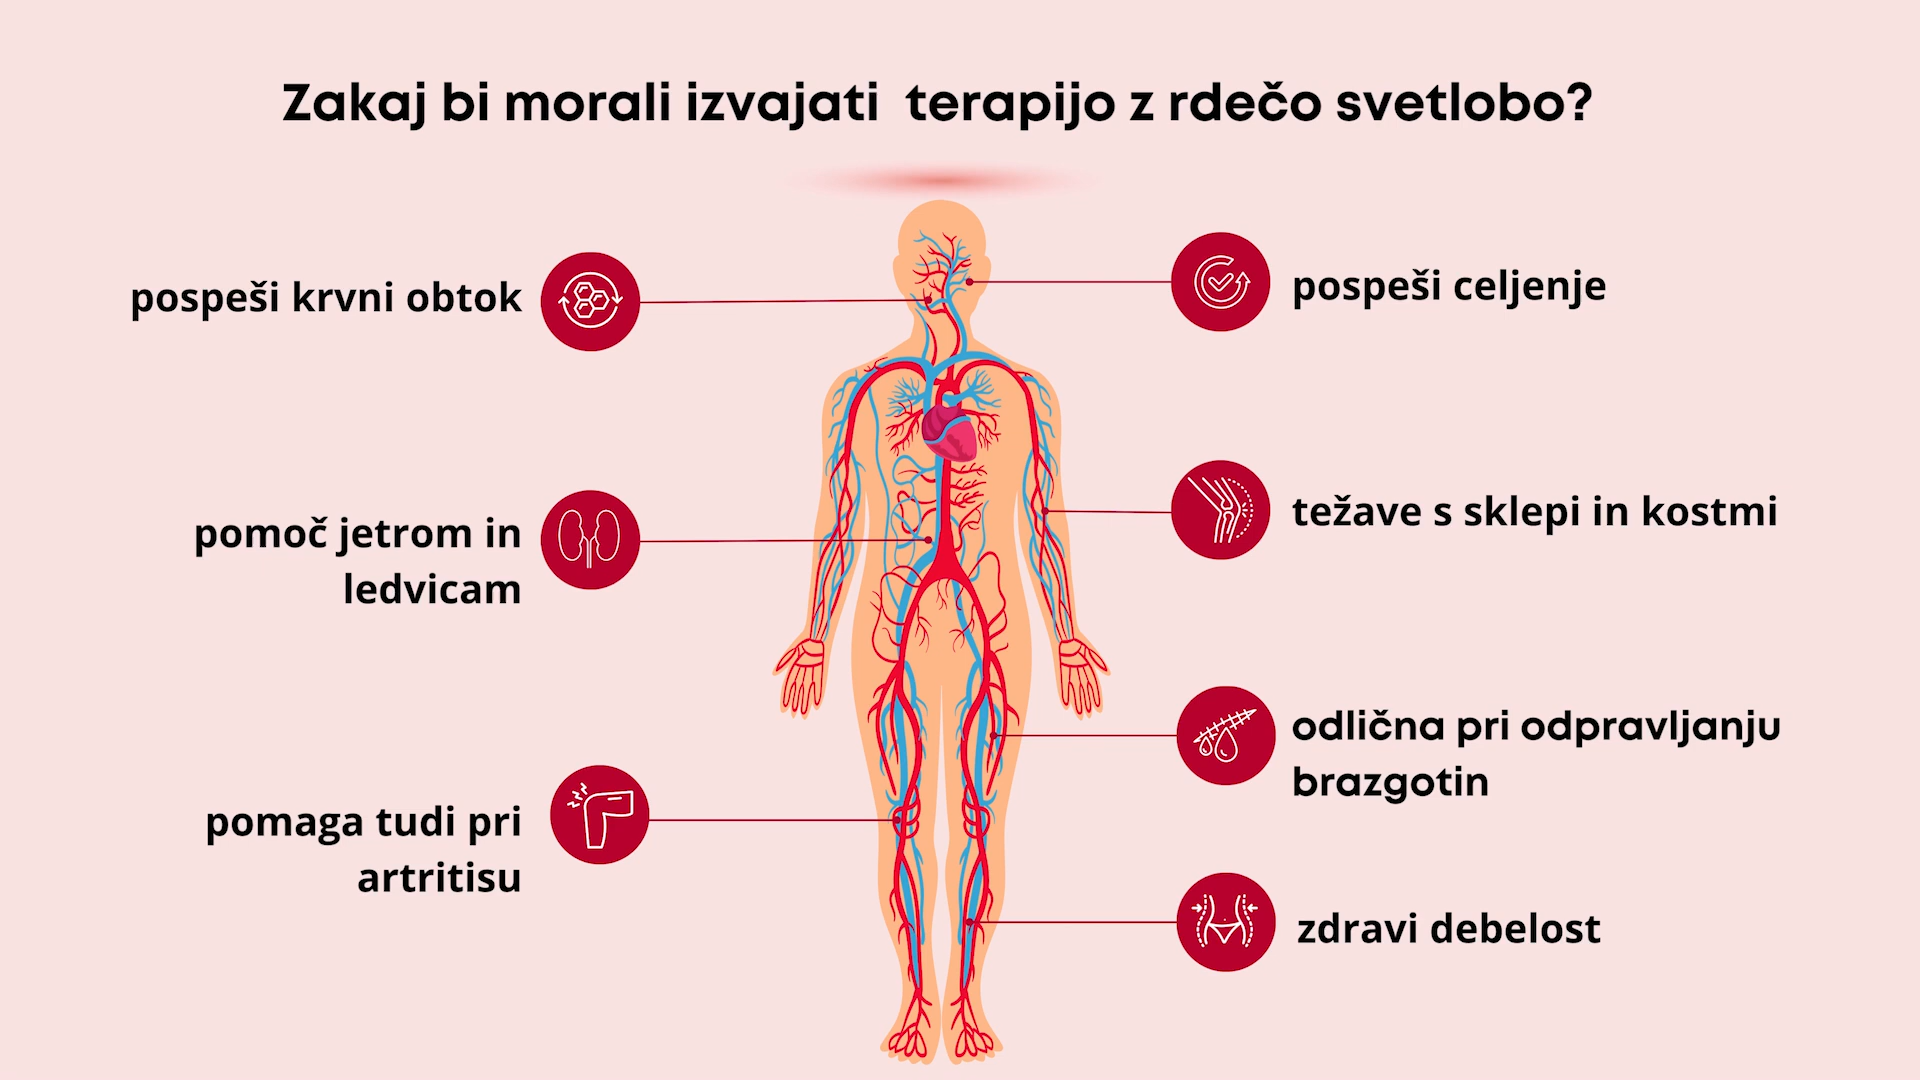 Zakaj bi morali izvajati terapijo z rdečo svetlobo?
pospeši krvni obtok
pomoč jetrom in
ledvicam
pomaga tudi pri
artritisu
pospeši celjenje
težave s sklepi in kostmi
odlična pri odpravljanju
brazgotin
zdravi debelost